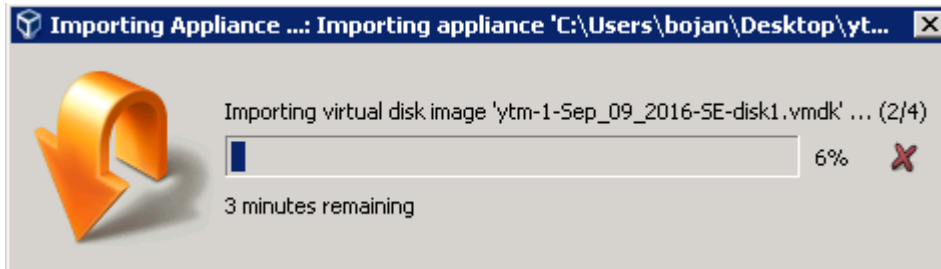 Importing Appliance ...: Importing appliance 'C:\Users\bojan\Desktop\yt...
Importing virtual disk image 'ytm-1-Sep_09_2016-SE-disk1.vmdk' ... (2/4)
6%
3 minutes remaining